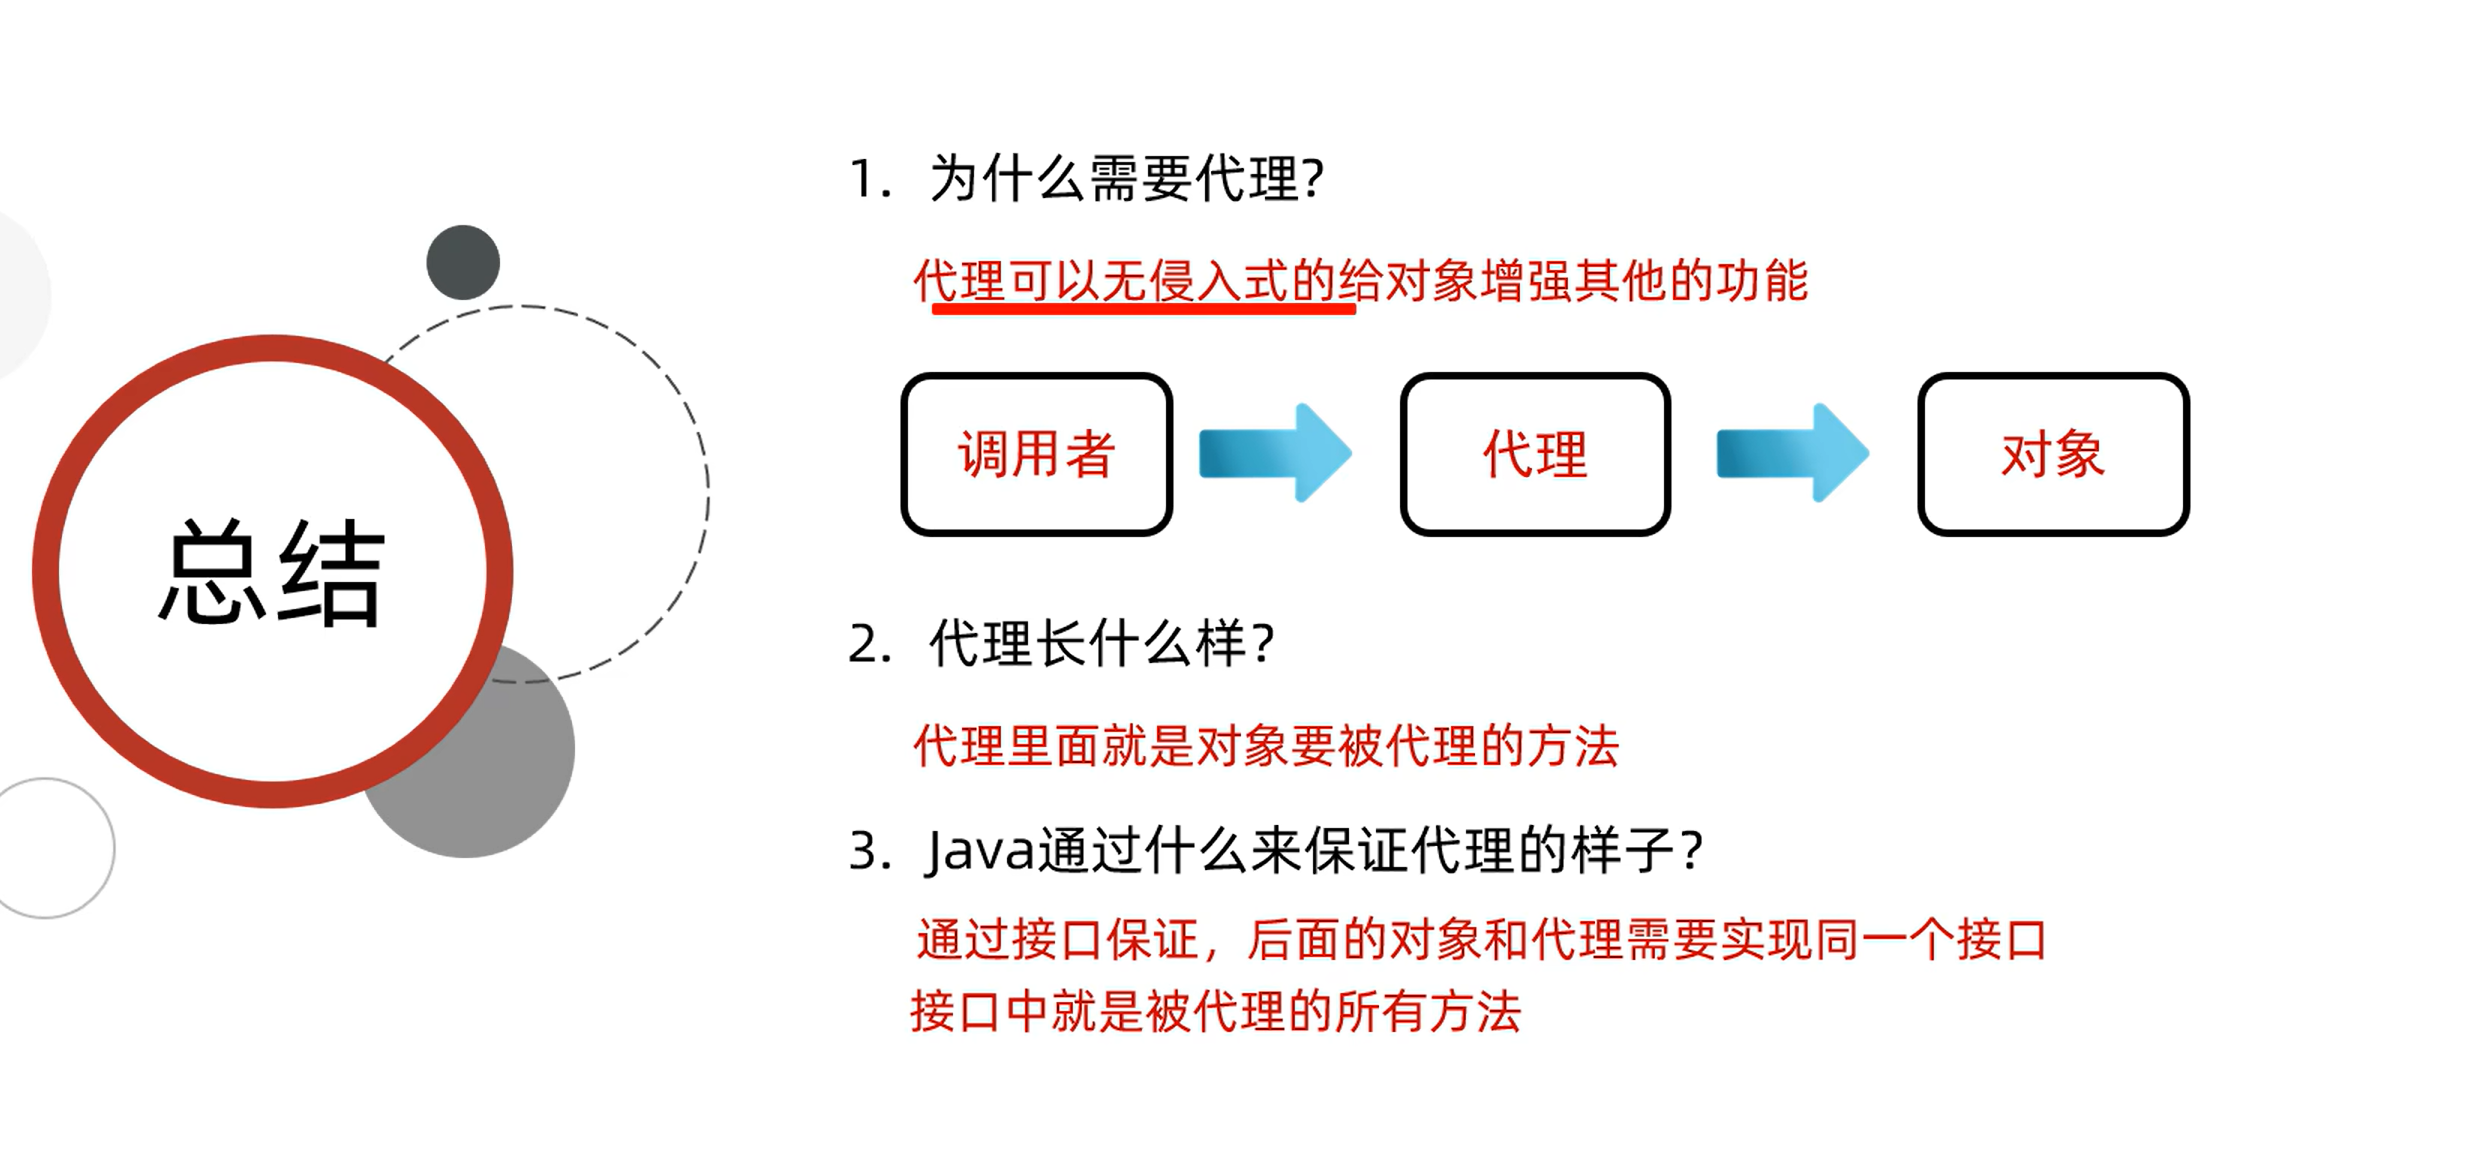 总结
1. 为什么需要代理?
代理可以无侵入式的给对象增强其他的功能
调用者
代理
对象
2. 代理长什么样?
代理里面就是对象要被代理的方法
3. Java通过什么来保证代理的样子?
通过接口保证，后面的对象和代理需要实现同一个接口
接口中就是被代理的所有方法